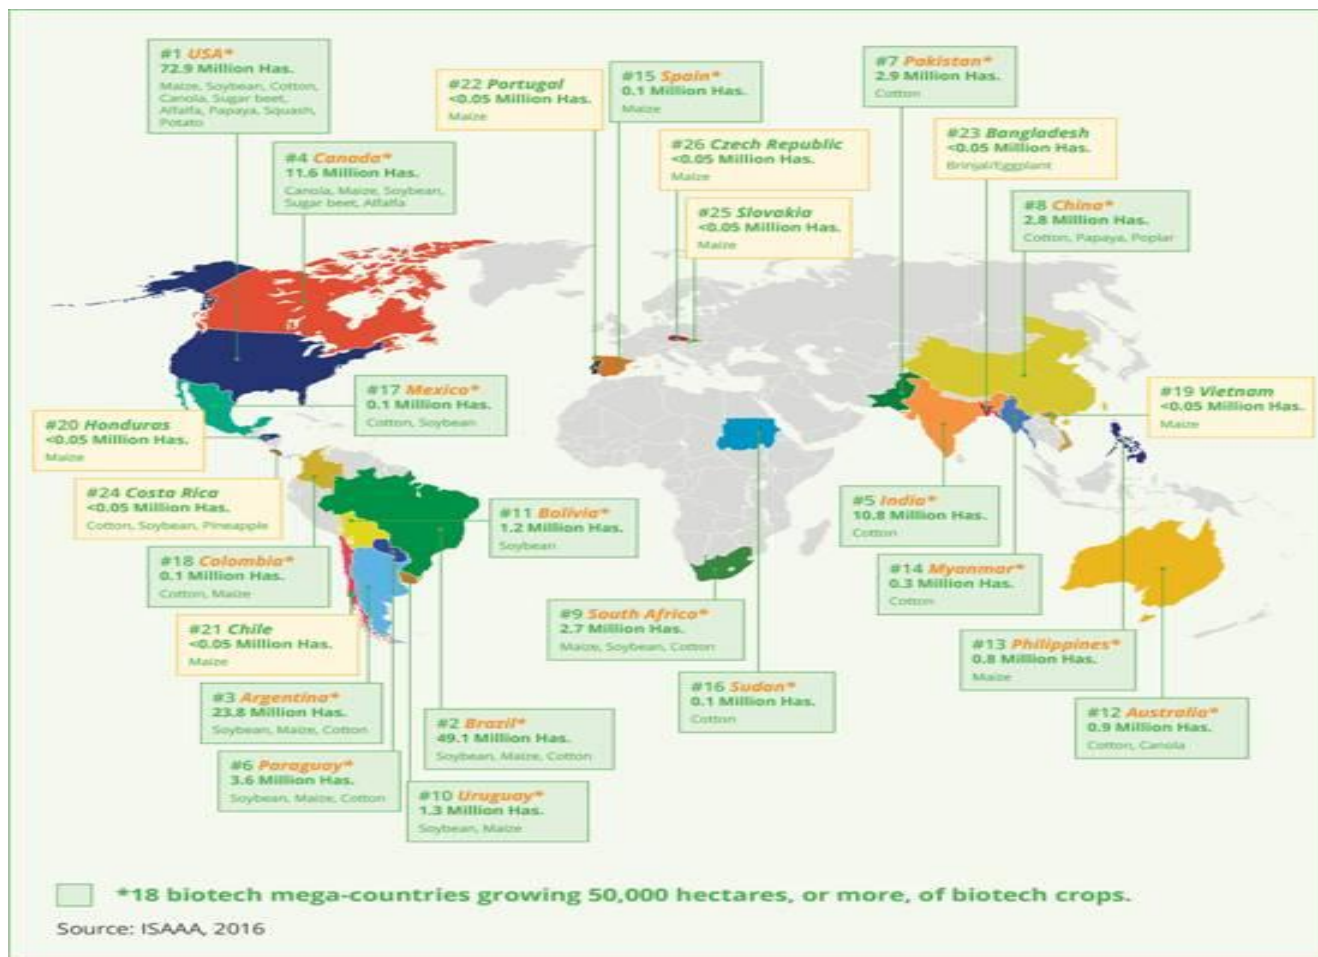 #1 USA*
72.9 Million Has.
Maize, Soybean, Cotton,
Canola, Sugar beet,
Alfalfa, Papaya, Squash,
Potato
#4 Canada*
11.6 Million Has.
Canola, Maize, Soybean,
Sugar beet, Alfalfa
#22 Portugal
<0.05 Million Has.
Maize
#15 Spain*
0.1 Million Has.
Maize
#26 Czech Republic
<0.05 Million Has.
Maize
#25 Slovakia
<0.05 Million Has.
Maize
#7 Pakistan*
2.9 Million Has.
Cotton
#23 Bangladesh
<0.05 Million Has.
Brinjal/Eggplant
#8 China*
2.8 Million Has.
Cotton, Papaya, Poplar
#17 Mexico*
0.1 Million Has.
Cotton, Soybean
#19 Vietnam
<0.05 Million Has.
Maize
#20 Honduras
<0.05 Million Has.
Maize
#24 Costa Rica
<0.05 Million Has.
Cotton, Soybean, Pineapple
#11 Bolivia*
1.2 Million Has.
Soybean
#5 India*
10.8 Million Has.
Cotton
#18 Colombia*
0.1 Million Has.
Cotton, Maize
#14 Myanmar*
0.3 Million Has.
Cotton
#9 South Africa*
2.7 Million Has.
Maize, Soybean, Cotton
#21 Chile
<0.05 Million Has.
Maize
#13 Philippines*
0.8 Million Has.
Maize
#16 Sudan*
0.1 Million Has.
Cotton
#3 Argentina*
23.8 Million Has.
Soybean, Maize, Cotton
#2 Brazil*
49.1 Million Has.
Soybean, Maize, Cotton
#12 Australia*
0.9 Million Has.
Cotton, Canola
#6 Paraguay*
3.6 Million Has.
Soybean, Maize, Cotton
#10 Uruguay*
1.3 Million Has.
Soybean, Maize
*18 biotech mega-countries growing 50,000 hectares, or more, of biotech crops.
Source: ISAAA, 2016